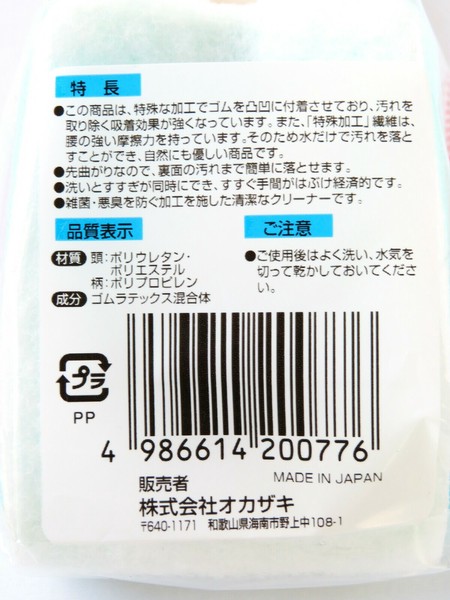 特長
●この商品は、特殊な加工でゴムを凸凹に付着させており、汚れを
取り除く吸着効果が強くなっています。また、「特殊加工」繊維は、
腰の強い摩擦力を持っています。そのため水だけで汚れを落と
すことができ、自然にも優しい商品です。
●先曲がりなので、裏面の汚れまで簡単に落とせます。
●洗いとすすぎが同時にでき、すすぐ手間がはぶけ経済的です。
●雑菌・悪臭を防ぐ加工を施した清潔なクリーナーです。
品質表示
材質 頭：ポリウレタン・
ポリエステル
柄：ポリプロピレン
成分 ゴムラテックス混合体
ご注意
●ご使用後はよく洗い、水気を
切って乾かしておいてくださ
い。
プラ
PP
4 986614 200776
MADE IN JAPAN
販売者
株式会社オカザキ
〒640-1171 和歌山県海南市野上中108-1